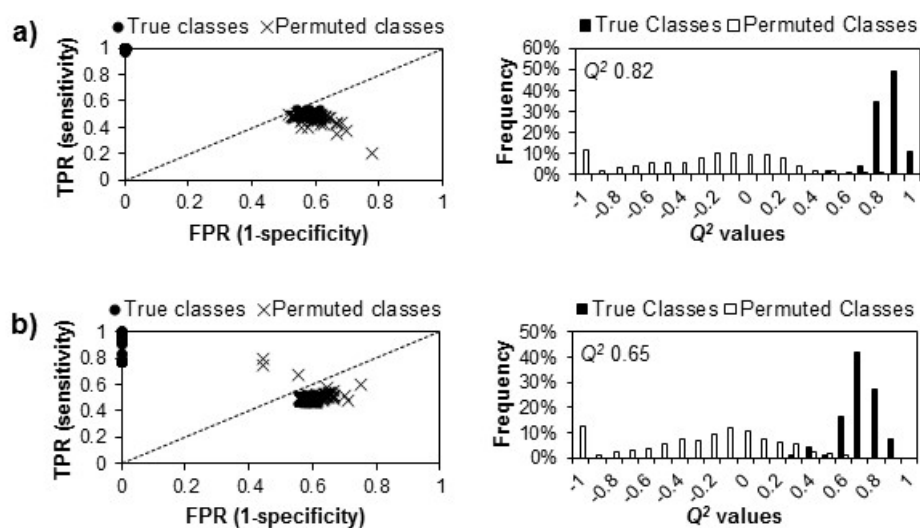 a)
● True classes × Permuted classes
TPR (sensitivity)
1
0.8
0.6
0.4
0.2
0
0 0.2 0.4 0.6 0.8 1
FPR (1-specificity)
■ True Classes □ Permuted Classes
Frequency
60%
50%
40%
30%
20%
10%
0%
Q² 0.82
-1 -0.8 -0.6 -0.4 -0.2 0 0.2 0.4 0.6 0.8 1
Q² values
b)
● True classes × Permuted classes
TPR (sensitivity)
1
0.8
0.6
0.4
0.2
0
0 0.2 0.4 0.6 0.8 1
FPR (1-specificity)
■ True Classes □ Permuted Classes
Frequency
50%
40%
30%
20%
10%
0%
Q² 0.65
-1 -0.8 -0.6 -0.4 -0.2 0 0.2 0.4 0.6 0.8 1
Q² values